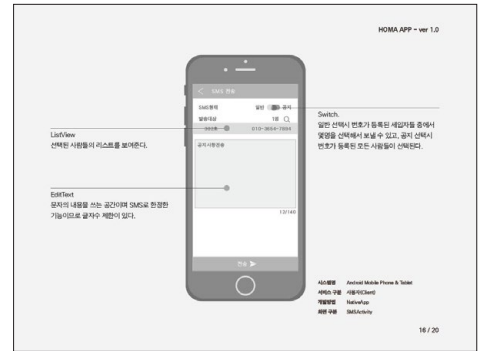 HOMA APP - ver 1.0
SMS 전송
SMS형태 일반 공지
발송대상 1명
010-3684-7894
공지사항전송
12/140
전송
ListView
선택된 사람들의 리스트를 보여준다.
EditText
문자의 내용을 쓰는 공간이며 SMS로 한정한
기능이므로 글자수 제한이 있다.
Switch.
일반 선택시 번호가 등록된 세입자들 중에서
몇명을 선택해서 보낼 수 있고, 공지 선택시
번호가 등록된 모든 사람들이 선택된다.
시스템명 Android Mobile Phone & Tablet
서비스 구분 사용자(Client)
개발방법 NativeApp
화면 구분 SMSActivity
16 / 20